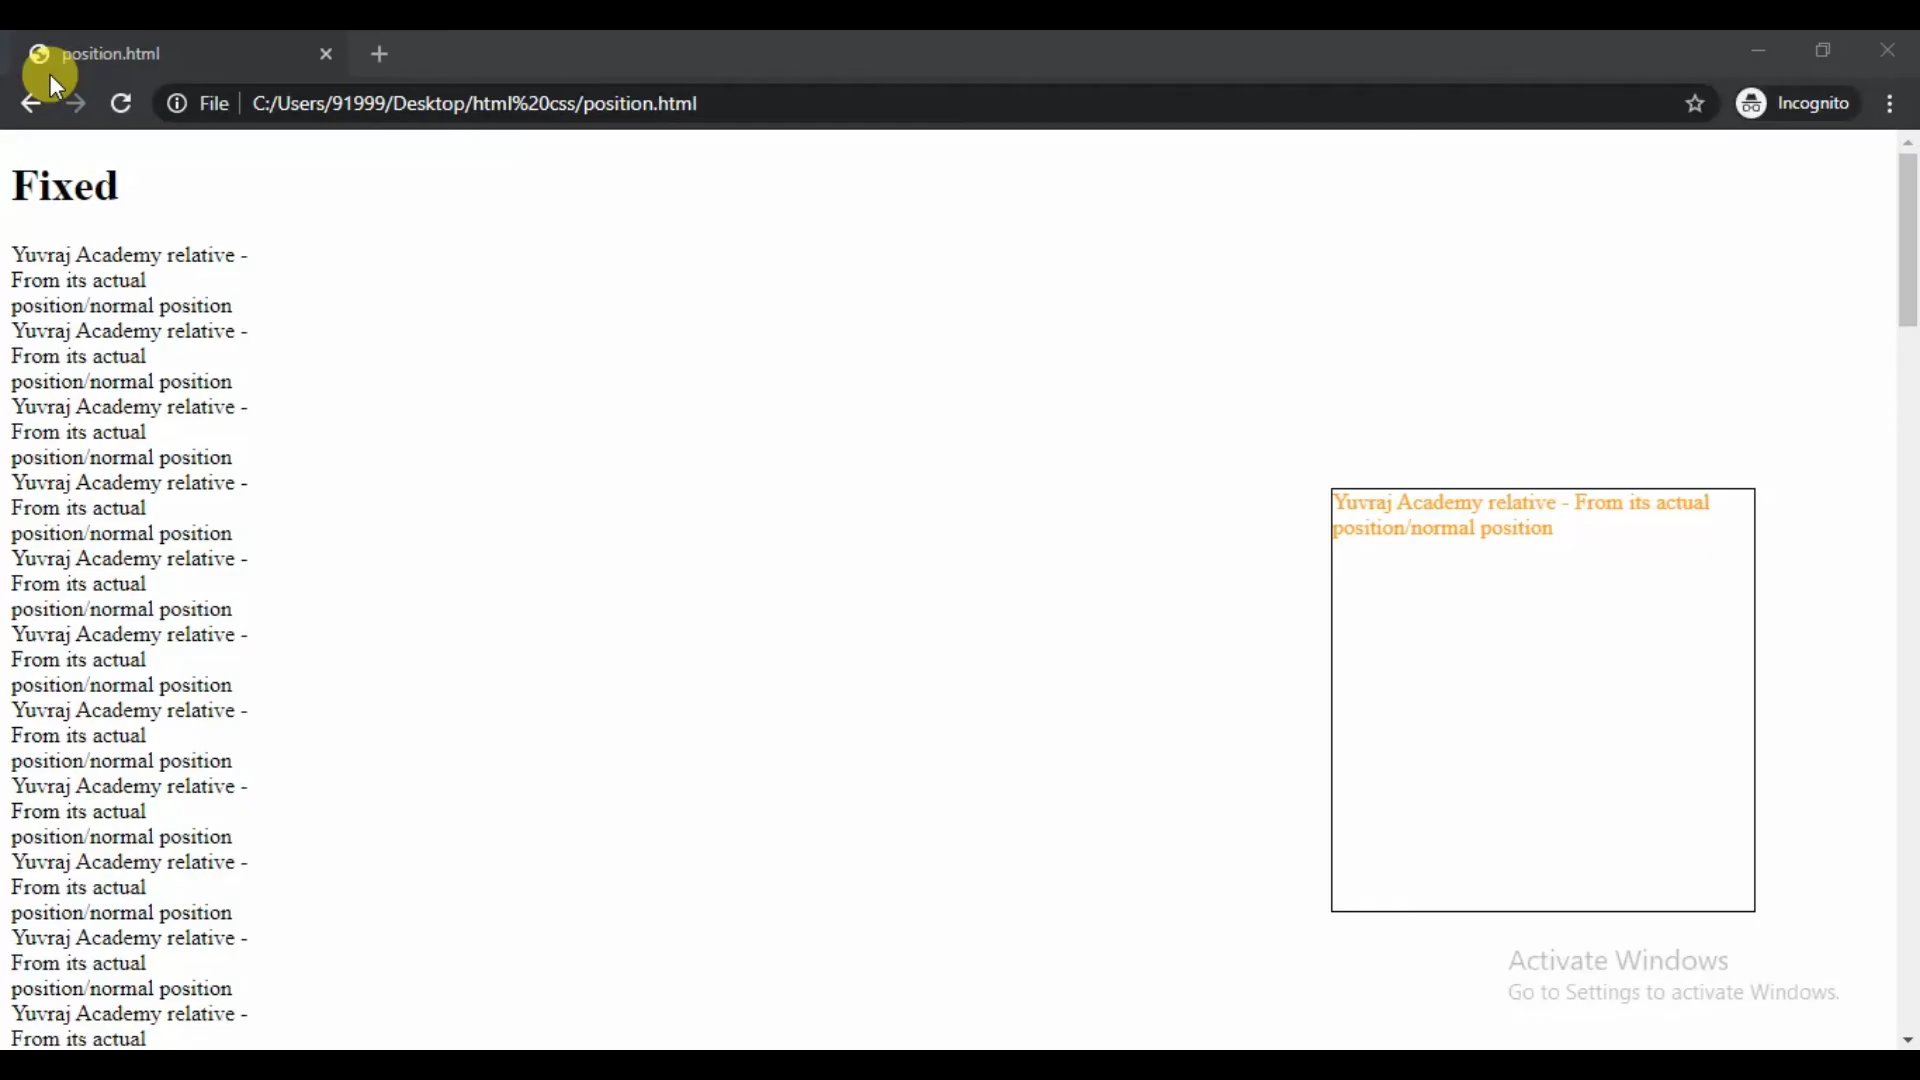 position.html
File
C:/Users/91999/Desktop/html%20css/position.html
Incognito
Fixed
Yuvraj Academy relative -
From its actual
position/normal position
Yuvraj Academy relative -
From its actual
position/normal position
Yuvraj Academy relative -
From its actual
position/normal position
Yuvraj Academy relative -
From its actual
position/normal position
Yuvraj Academy relative -
From its actual
position/normal position
Yuvraj Academy relative -
From its actual
position/normal position
Yuvraj Academy relative -
From its actual
position/normal position
Yuvraj Academy relative -
From its actual
position/normal position
Yuvraj Academy relative -
From its actual
position/normal position
Yuvraj Academy relative -
From its actual
position/normal position
Yuvraj Academy relative -
From its actual
Yuvraj Academy relative - From its actual
position/normal position
Activate Windows
Go to Settings to activate Windows.